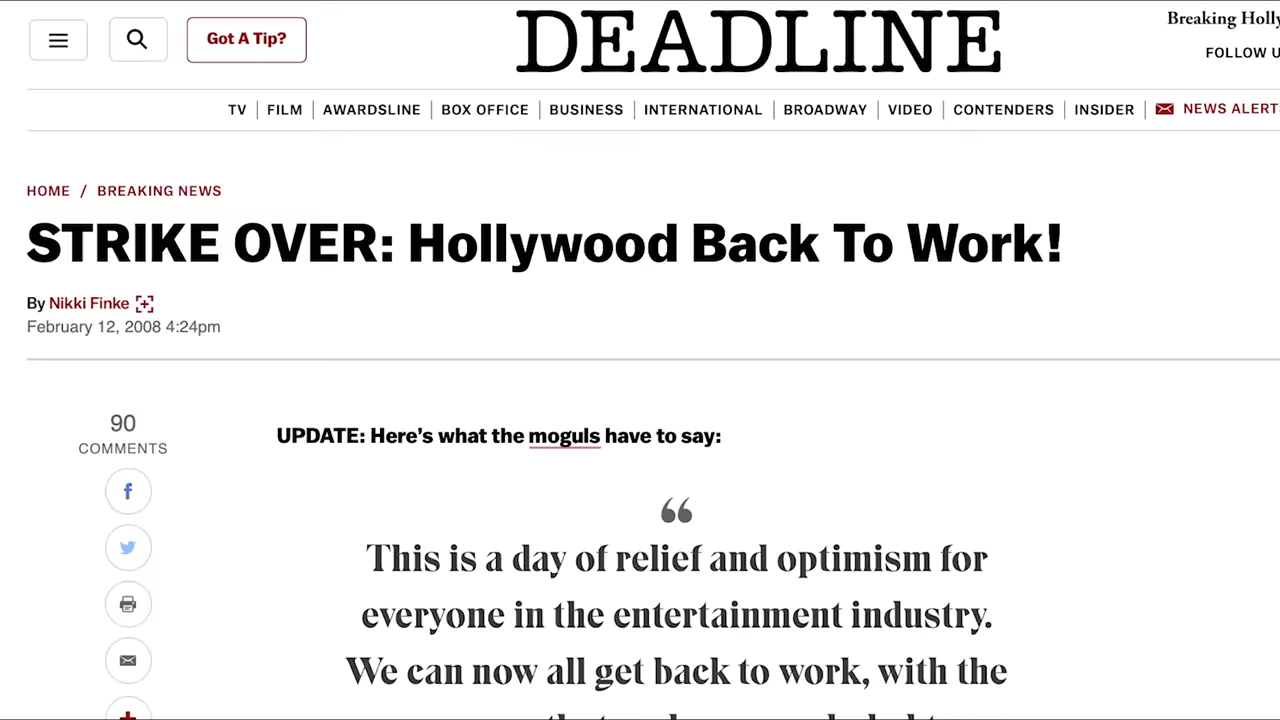 Got A Tip?
DEADLINE
Breaking Holly
FOLLOW U
TV | FILM | AWARDSLINE | BOX OFFICE | BUSINESS | INTERNATIONAL | BROADWAY | VIDEO | CONTENDERS | INSIDER | NEWS ALERT
HOME / BREAKING NEWS
STRIKE OVER: Hollywood Back To Work!
By Nikki Finke
February 12, 2008 4:24pm
90
COMMENTS
UPDATE: Here’s what the moguls have to say:
“
This is a day of relief and optimism for
everyone in the entertainment industry.
We can now all get back to work, with the